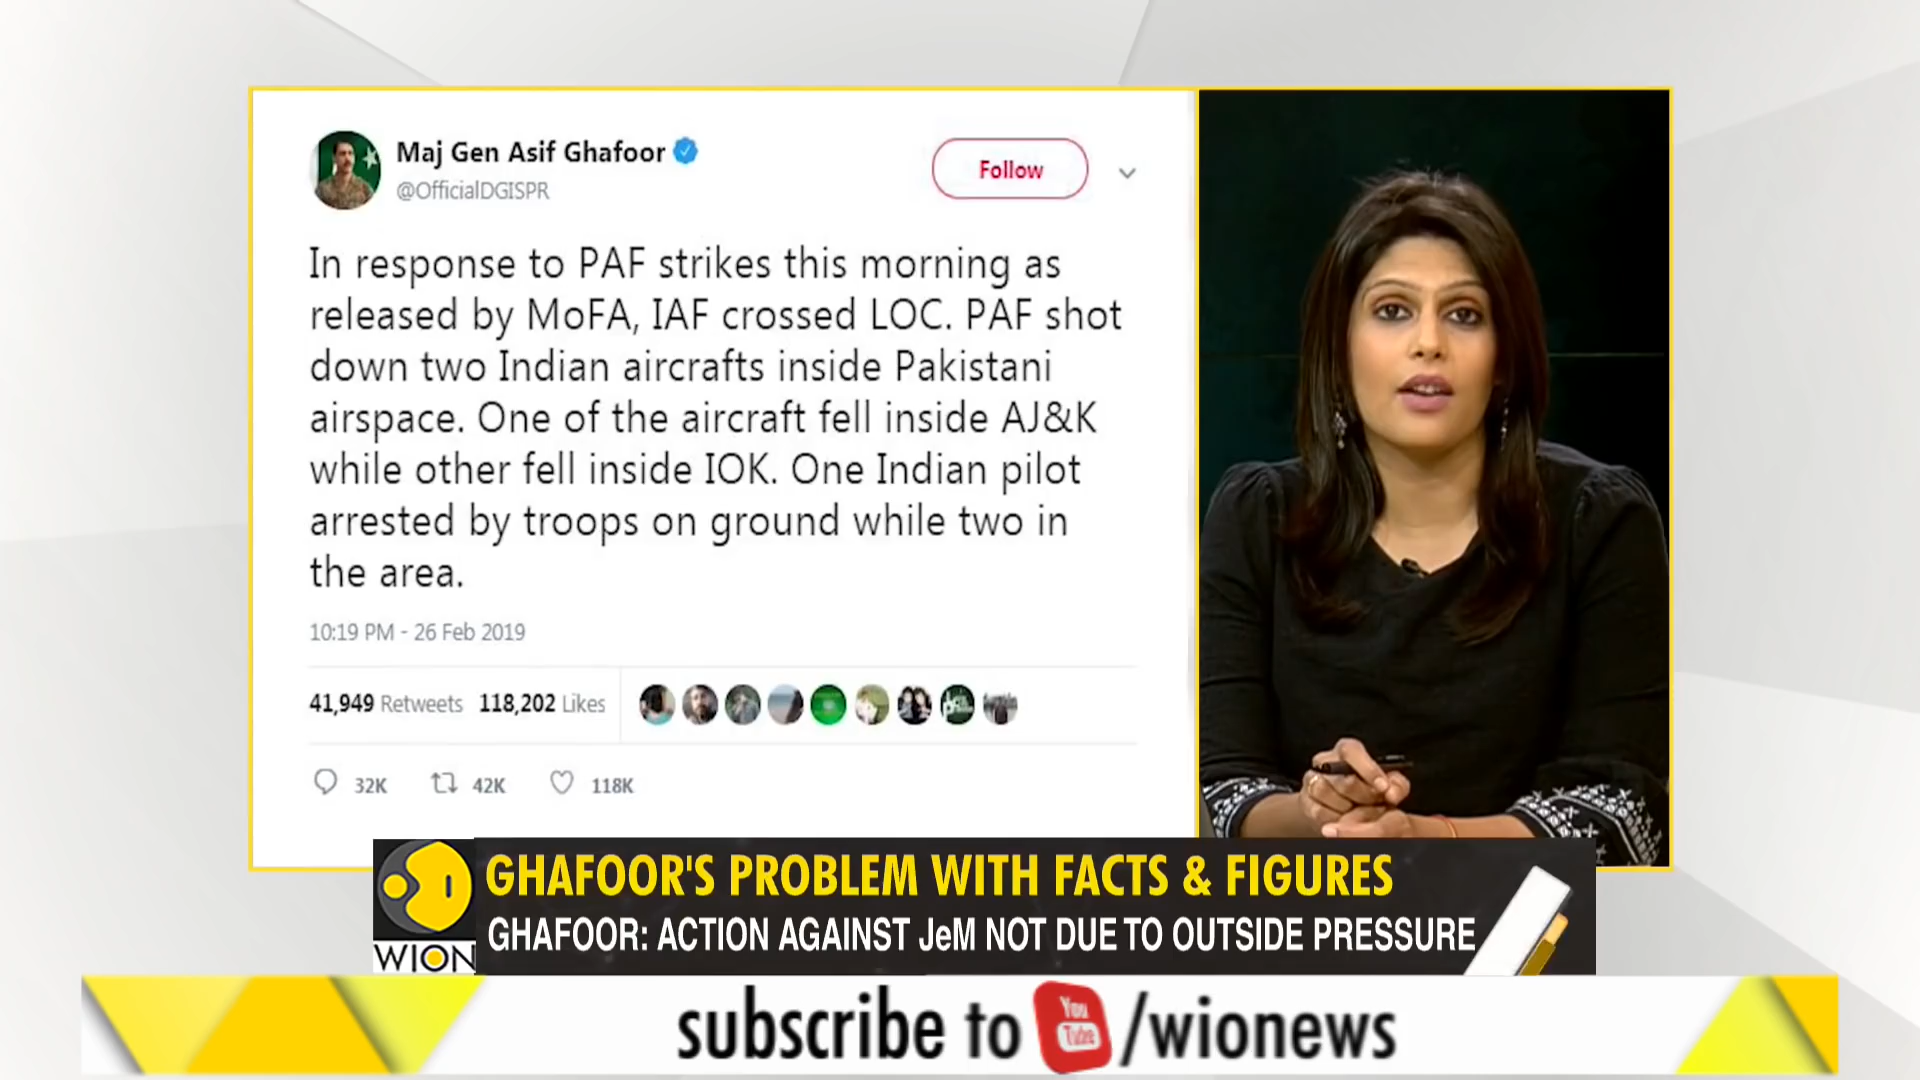 Maj Gen Asif Ghafoor
@OfficialDGISPR
Follow
In response to PAF strikes this morning as
released by MoFA, IAF crossed LOC. PAF shot
down two Indian aircrafts inside Pakistani
airspace. One of the aircraft fell inside AJ&K
while other fell inside IOK. One Indian pilot
arrested by troops on ground while two in
the area.
10:19 PM - 26 Feb 2019
41,949 Retweets 118,202 Likes
32K 42K 118K
GHAFOOR'S PROBLEM WITH FACTS & FIGURES
GHAFOOR: ACTION AGAINST JeM NOT DUE TO OUTSIDE PRESSURE
WION
subscribe to You Tube /wionews